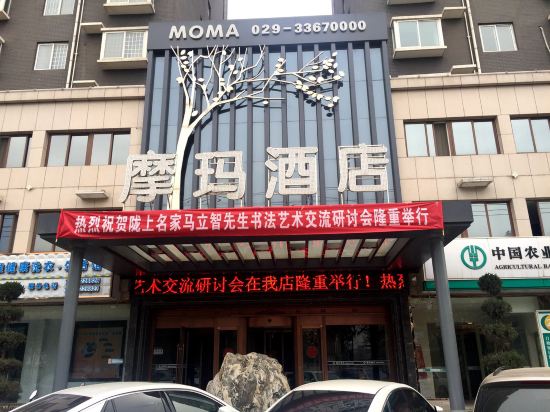 MOMA 029-33670000
摩玛酒店
热烈祝贺陇上名家马立智先生书法艺术交流研讨会隆重举行
艺术交流研讨会在我店隆重举行！热烈
中国农业
AGRICULTURAL BA